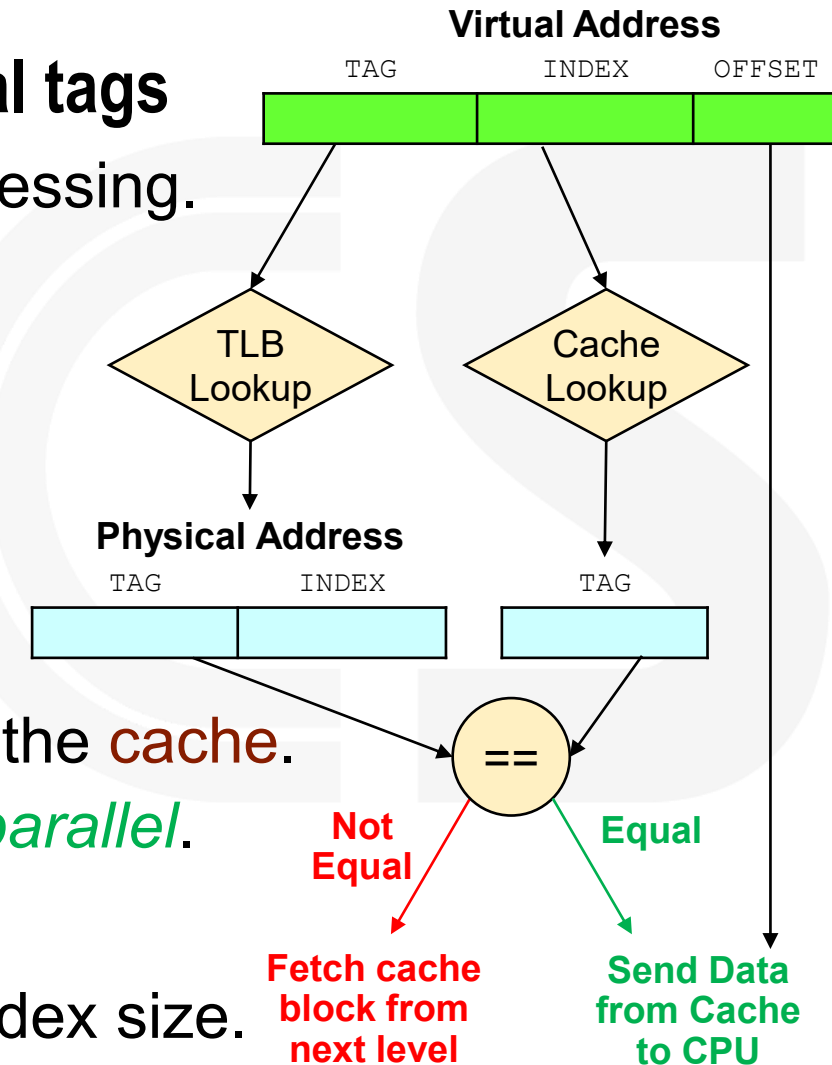 Virtual Address
TAG INDEX OFFSET
al tags
essing.
TLB
Lookup
Cache
Lookup
Physical Address
TAG INDEX
TAG
the cache.
==
parallel.
Not
Equal
Equal
Fetch cache
block from
next level
Send Data
from Cache
to CPU
dex size.